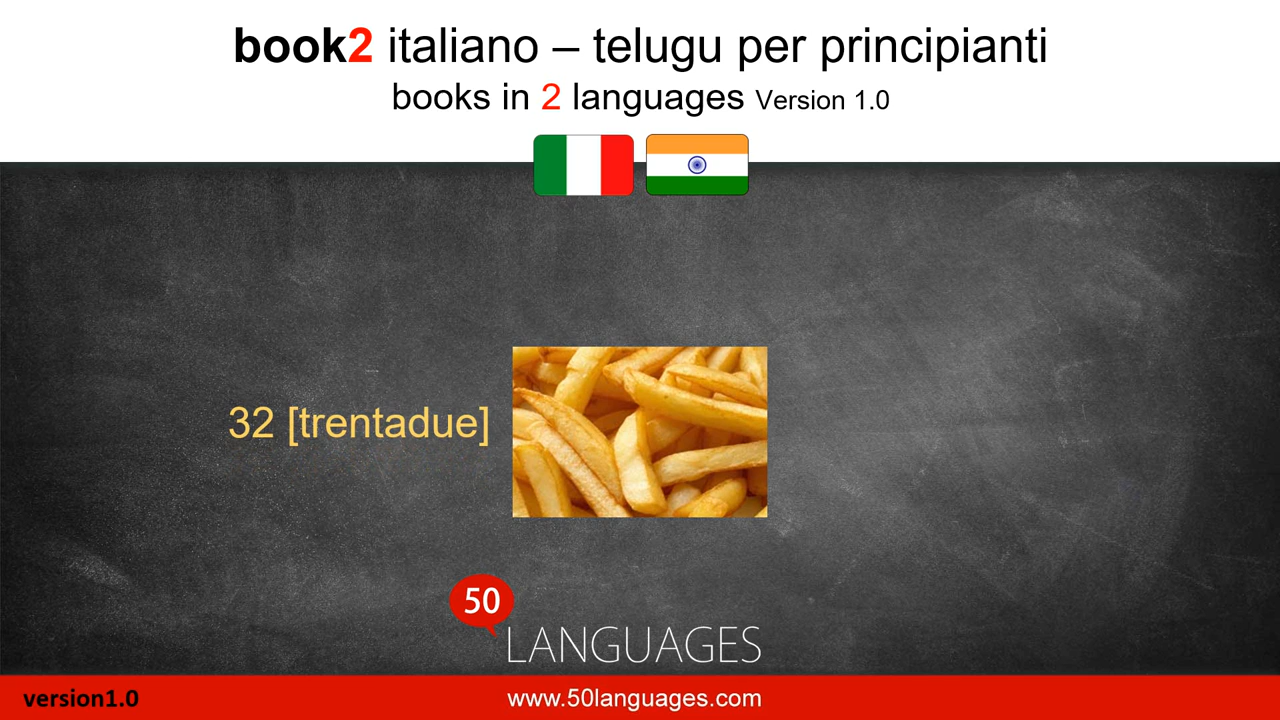 book2 italiano – telugu per principianti
books in 2 languages Version 1.0
32 [trentadue]
50
LANGUAGES
version1.0
www.50languages.com